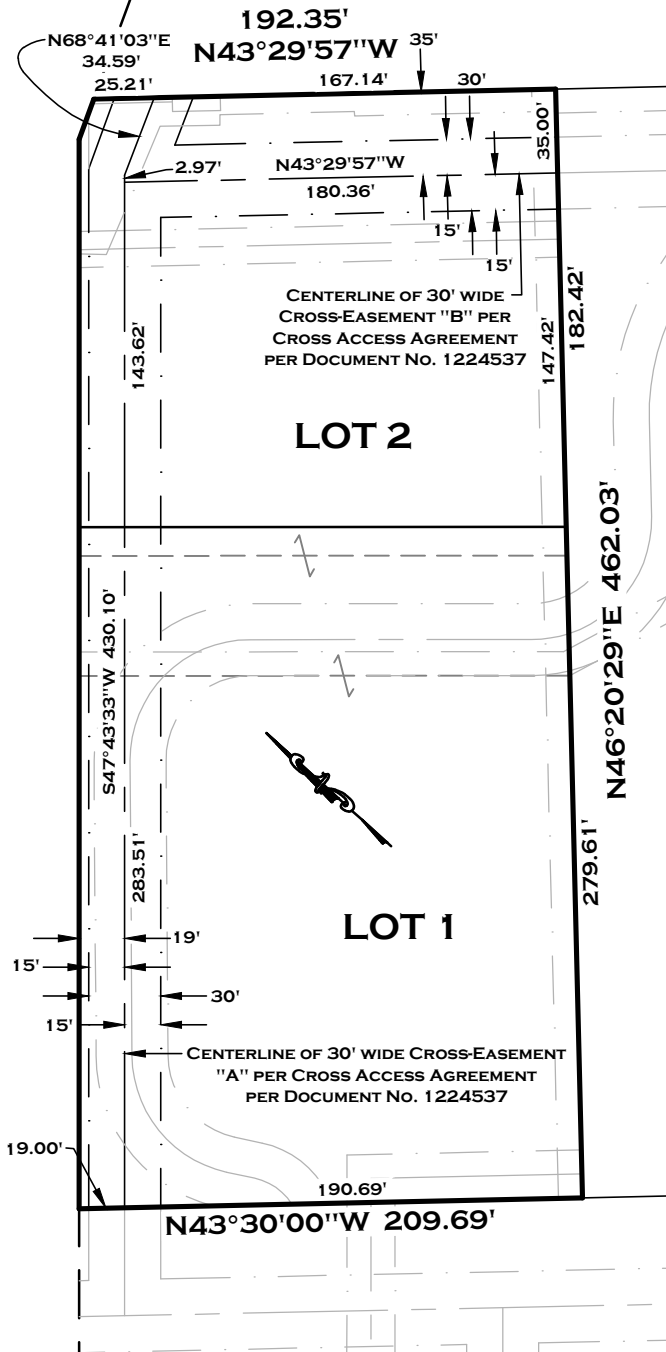 192.35'
N43°29'57"W
N68°41'03"E
34.59'
25.21'
167.14'
35'
30'
35.00'
2.97'
N43°29'57"W
180.36'
15'
15'
CENTERLINE OF 30' WIDE
CROSS-EASEMENT "B" PER
CROSS ACCESS AGREEMENT
PER DOCUMENT NO. 1224537
143.62'
147.42'
182.42'
LOT 2
N46°20'29"E 462.03'
S47°43'33"W 430.10'
283.51'
279.61'
LOT 1
19'
15'
30'
15'
CENTERLINE OF 30' WIDE CROSS-EASEMENT
"A" PER CROSS ACCESS AGREEMENT
PER DOCUMENT NO. 1224537
19.00'
190.69'
N43°30'00"W 209.69'